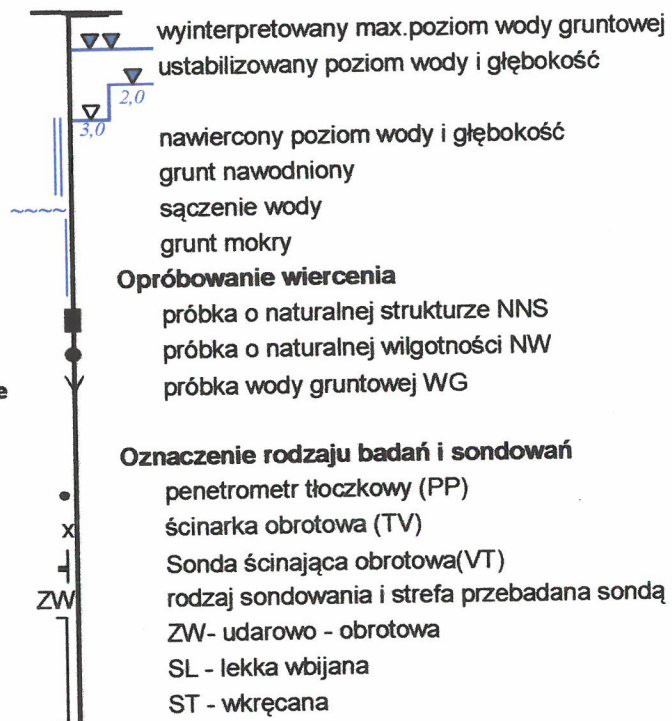 wyinterpretowany max.poziom wody gruntowej
ustabilizowany poziom wody i głębokość
2,0
3,0
nawiercony poziom wody i głębokość
grunt nawodniony
sączenie wody
grunt mokry
Opróbowanie wiercenia
próbka o naturalnej strukturze NNS
próbka o naturalnej wilgotności NW
próbka wody gruntowej WG
e
Oznaczenie rodzaju badań i sondowań
penetrometr tłoczkowy (PP)
x ścinarka obrotowa (TV)
Sonda ścinająca obrotowa(VT)
ZW rodzaj sondowania i strefa przebadana sondą
ZW- udarowo - obrotowa
SL - lekka wbijana
ST - wkręcana